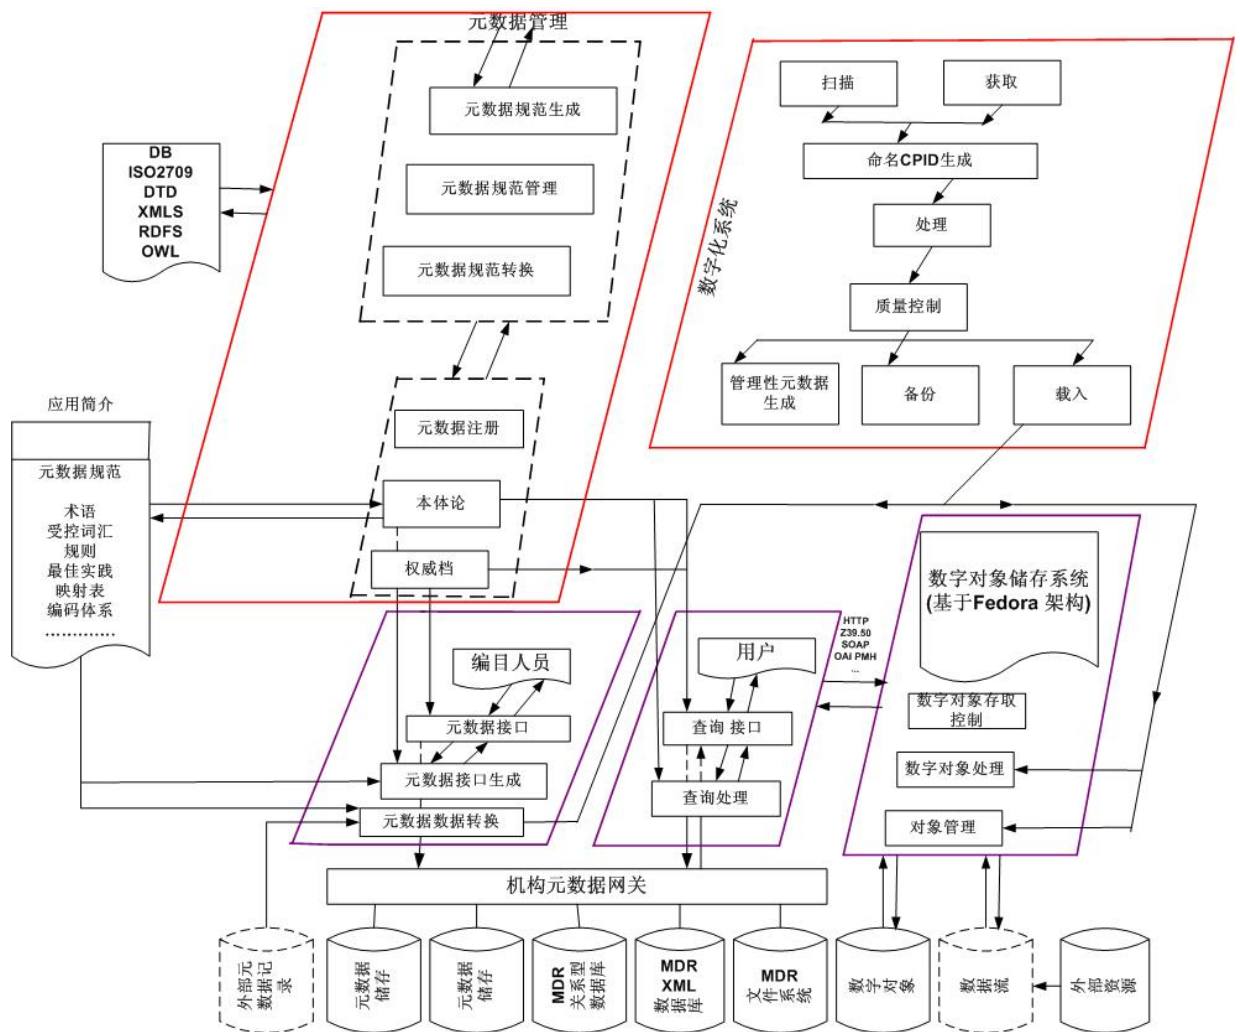 元数据管理
元数据规范生成
元数据规范管理
元数据规范转换
DB
ISO2709
DTD
XMLS
RDFS
OWL
扫描
获取
命名CPID生成
处理
质量控制
管理性元数据
生成
备份
载入
数字化系统
应用简介
元数据规范
术语
受控词汇
规则
最佳实践
映射表
编码体系
.............
元数据注册
本体论
权威档
编目人员
元数据接口
元数据接口生成
元数据数据转换
用户
查询 接口
查询处理
HTTP
Z39.50
SOAP
OAI PMH
...
数字对象储存系统
(基于Fedora 架构)
数字对象存取
控制
数字对象处理
对象管理
机构元数据网关
外部元
数据记
录
元数据
储存
元数据
储存
MDR
关系型
数据库
MDR
XML
数据库
MDR
文件系统
数字
对象
数据
流
外部
资源